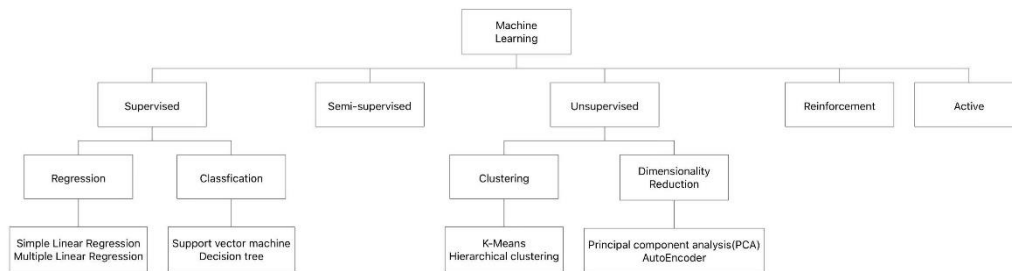 Machine
Learning
Supervised
Semi-supervised
Unsupervised
Reinforcement
Active
Regression
Classfication
Clustering
Dimensionality
Reduction
Simple Linear Regression
Multiple Linear Regression
Support vector machine
Decision tree
K-Means
Hierarchical clustering
Principal component analysis(PCA)
AutoEncoder